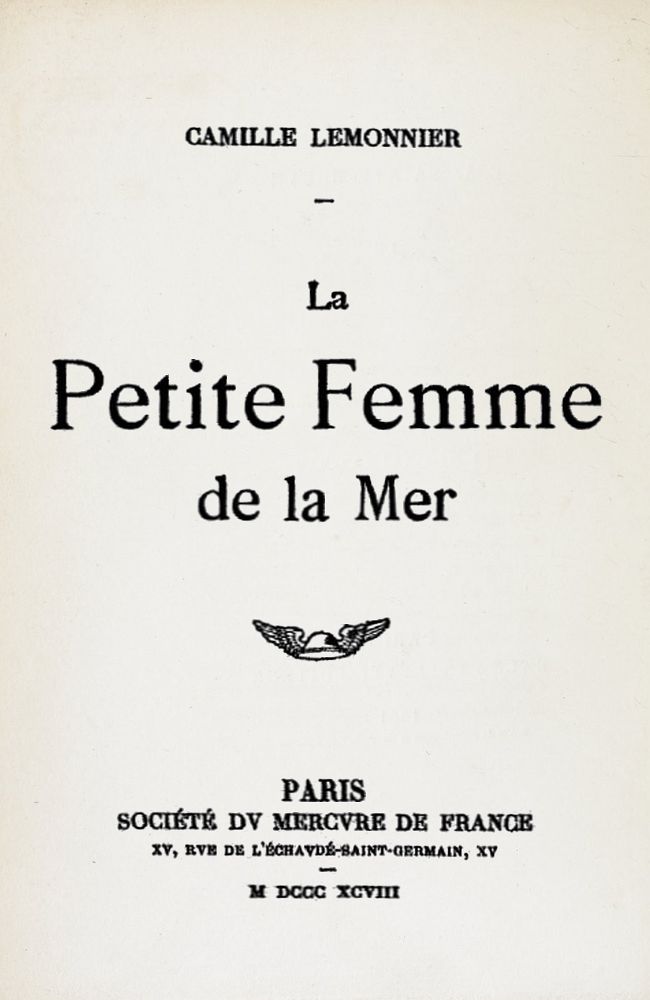 CAMILLE LEMONNIER
—
La
Petite Femme
de la Mer
PARIS
SOCIÉTÉ DV MERCVRE DE FRANCE
XV, RVE DE L'ÉCHAVDÉ-SAINT-GERMAIN, XV
—
M DCCC XCVIII